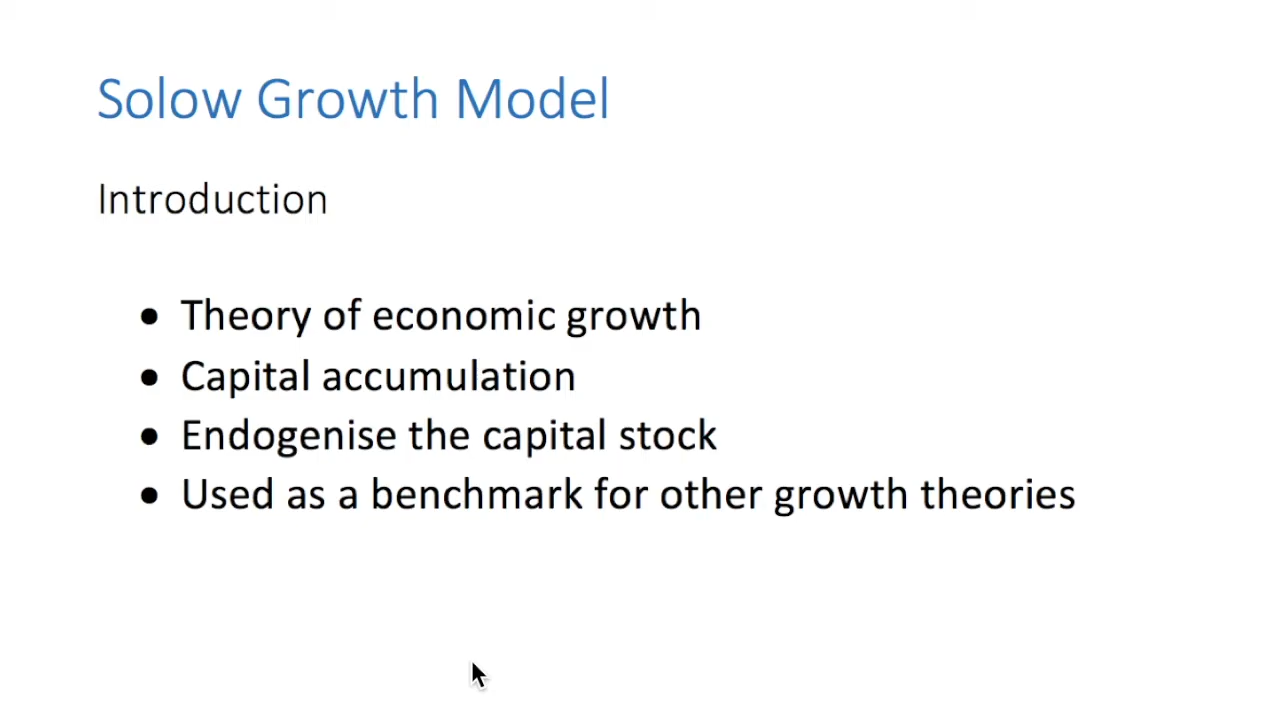 Solow Growth Model
Introduction
• Theory of economic growth
• Capital accumulation
• Endogenise the capital stock
• Used as a benchmark for other growth theories